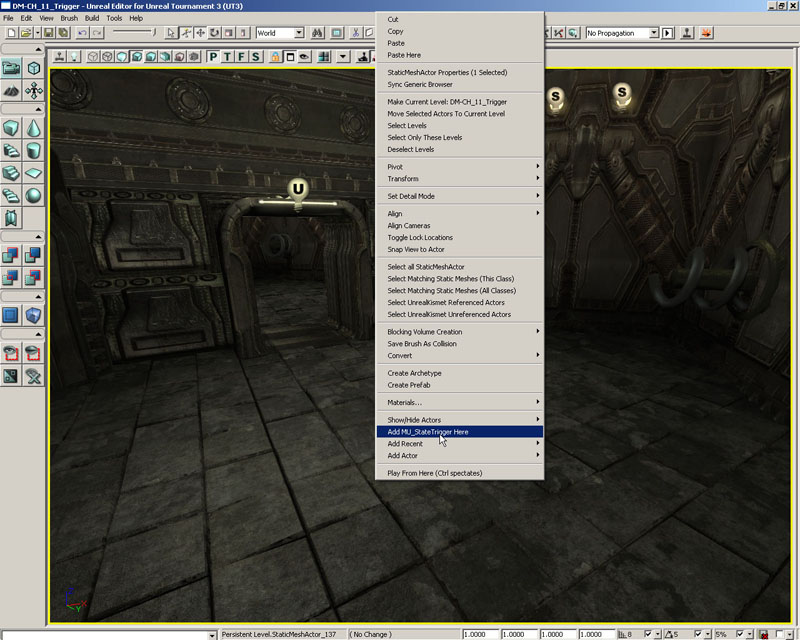 DM-CH_11_Trigger - Unreal Editor for Unreal Tournament 3 (UT3)
File Edit View Brush Build Tools Help
World
No Propagation
P T F S
Cut
Copy
Paste
Paste Here
StaticMeshActor Properties (1 Selected)
Sync Generic Browser
Make Current Level: DM-CH_11_Trigger
Move Selected Actors To Current Level
Select Levels
Select Only These Levels
Deselect Levels
Pivot
Transform
Set Detail Mode
Align
Align Cameras
Toggle Lock Locations
Snap View to Actor
Select all StaticMeshActor
Select Matching Static Meshes (This Class)
Select Matching Static Meshes (All Classes)
Select UnrealKismet Referenced Actors
Select UnrealKismet Unreferenced Actors
Blocking Volume Creation
Save Brush As Collision
Convert
Create Archetype
Create Prefab
Materials...
Show/Hide Actors
Add MU_StateTrigger Here
Add Recent
Add Actor
Play From Here (Ctrl spectates)
S
S
U
Z
X
Y
Persistent Level.StaticMeshActor_137
( No Change )
1.0000 1.0000 1.0000 1.0000
8
5
5%